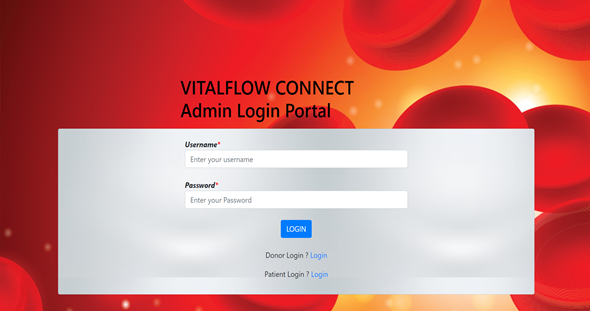 VITALFLOW CONNECT
Admin Login Portal
Username*
Enter your username
Password*
Enter your Password
LOGIN
Donor Login ? Login
Patient Login ? Login